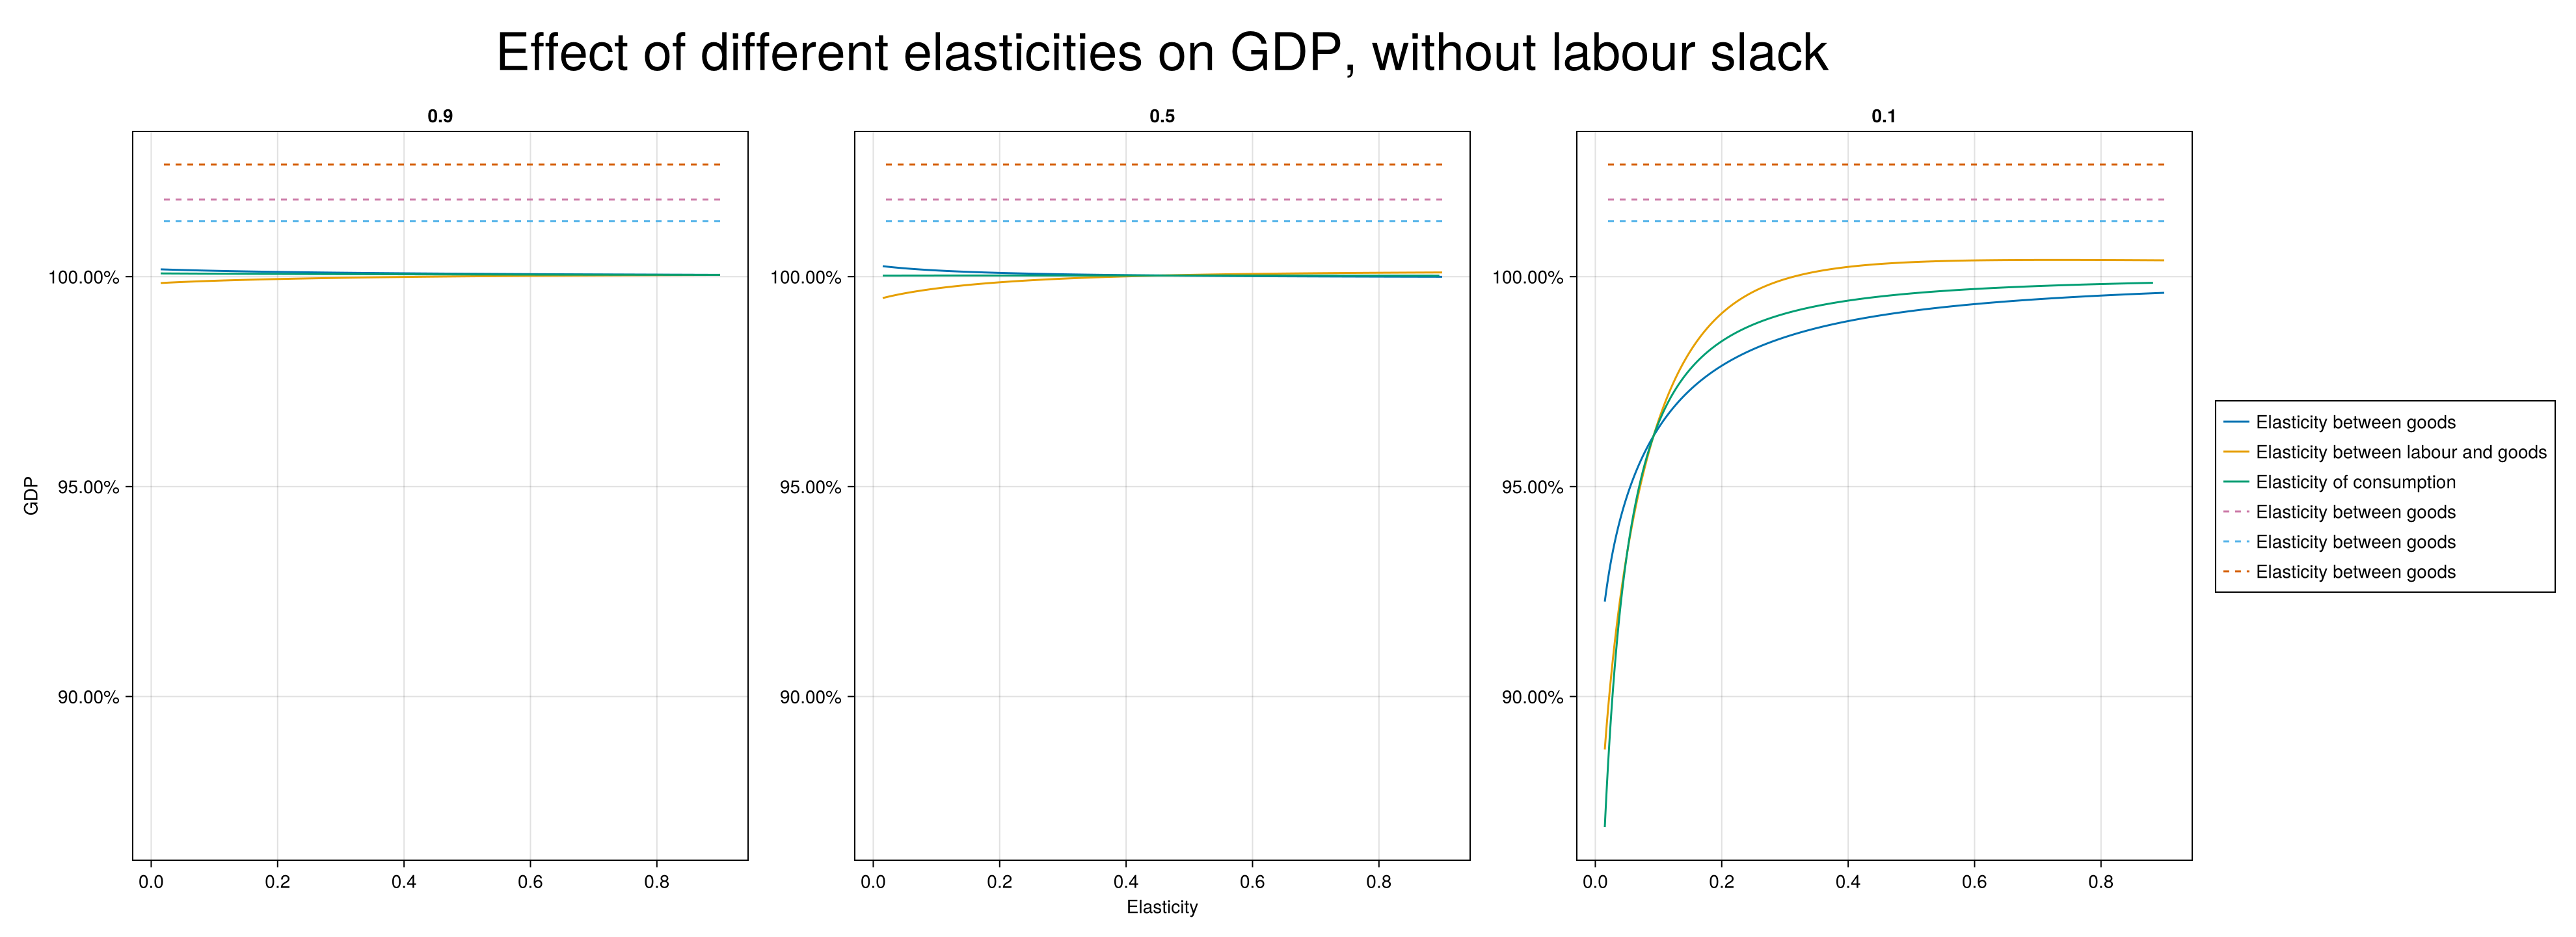 Effect of different elasticities on GDP, without labour slack
0.9
0.5
0.1
GDP
100.00%
95.00%
90.00%
0.0 0.2 0.4 0.6 0.8
100.00%
95.00%
90.00%
0.0 0.2 0.4 0.6 0.8
100.00%
95.00%
90.00%
0.0 0.2 0.4 0.6 0.8
Elasticity
Elasticity between goods
Elasticity between labour and goods
Elasticity of consumption
Elasticity between goods
Elasticity between goods
Elasticity between goods